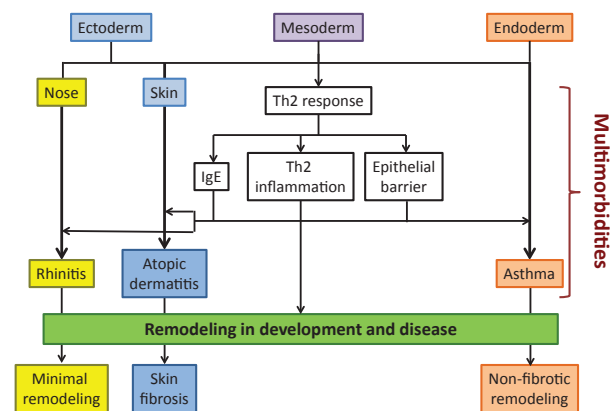 Ectoderm
Mesoderm
Endoderm
Nose
Skin
Th2 response
IgE
Th2
inflammation
Epithelial
barrier
Multimorbidities
Rhinitis
Atopic
dermatitis
Asthma
Remodeling in development and disease
Minimal
remodeling
Skin
fibrosis
Non-fibrotic
remodeling